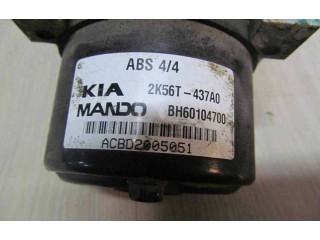 ABS 4/4
KIA 2K56T-437A0
MANDO BH60104700
ACBD2005051